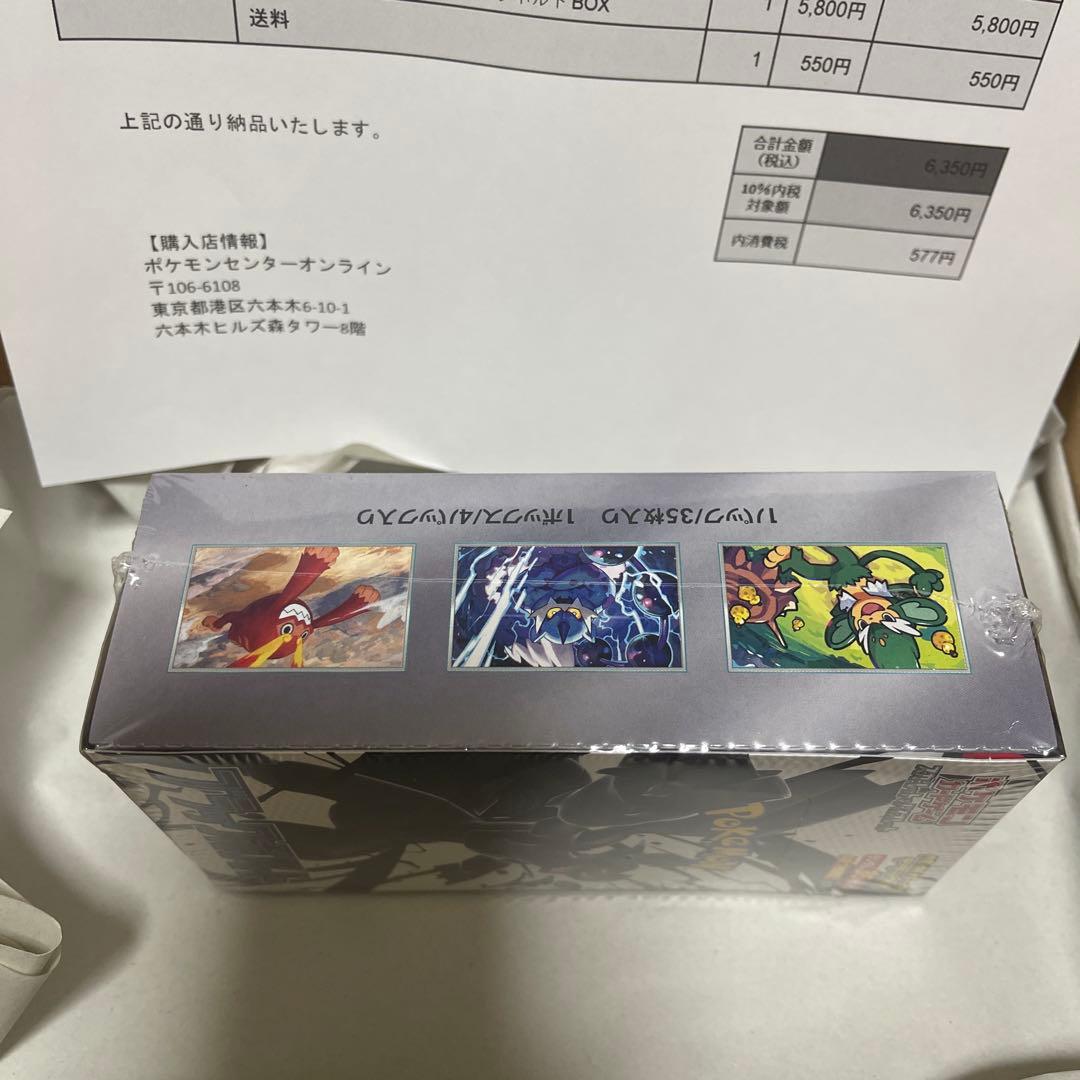 BOX 1 5,800円 5,800円
送料 1 550円 550円
上記の通り納品いたします。
合計金額
(税込) 6,350円
10%内税
対象額 6,350円
内消費税 577円
【購入店情報】
ポケモンセンターオンライン
〒106-6108
東京都港区六本木6-10-1
六本木ヒルズ森タワー8階
1パック/35枚入り 1ボックス/4パック入り
Pokémon